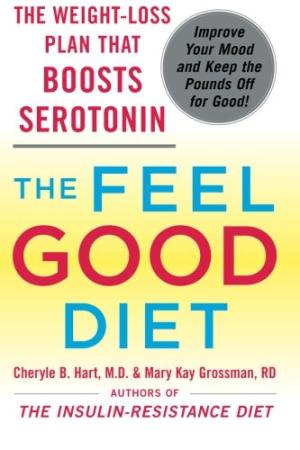 THE WEIGHT-LOSS
PLAN THAT
BOOSTS
SEROTONIN
Improve
Your Mood
and Keep the
Pounds Off
for Good!
THE FEEL
GOOD
DIET
Cheryle B. Hart, M.D. & Mary Kay Grossman, RD
AUTHORS OF
THE INSULIN-RESISTANCE DIET